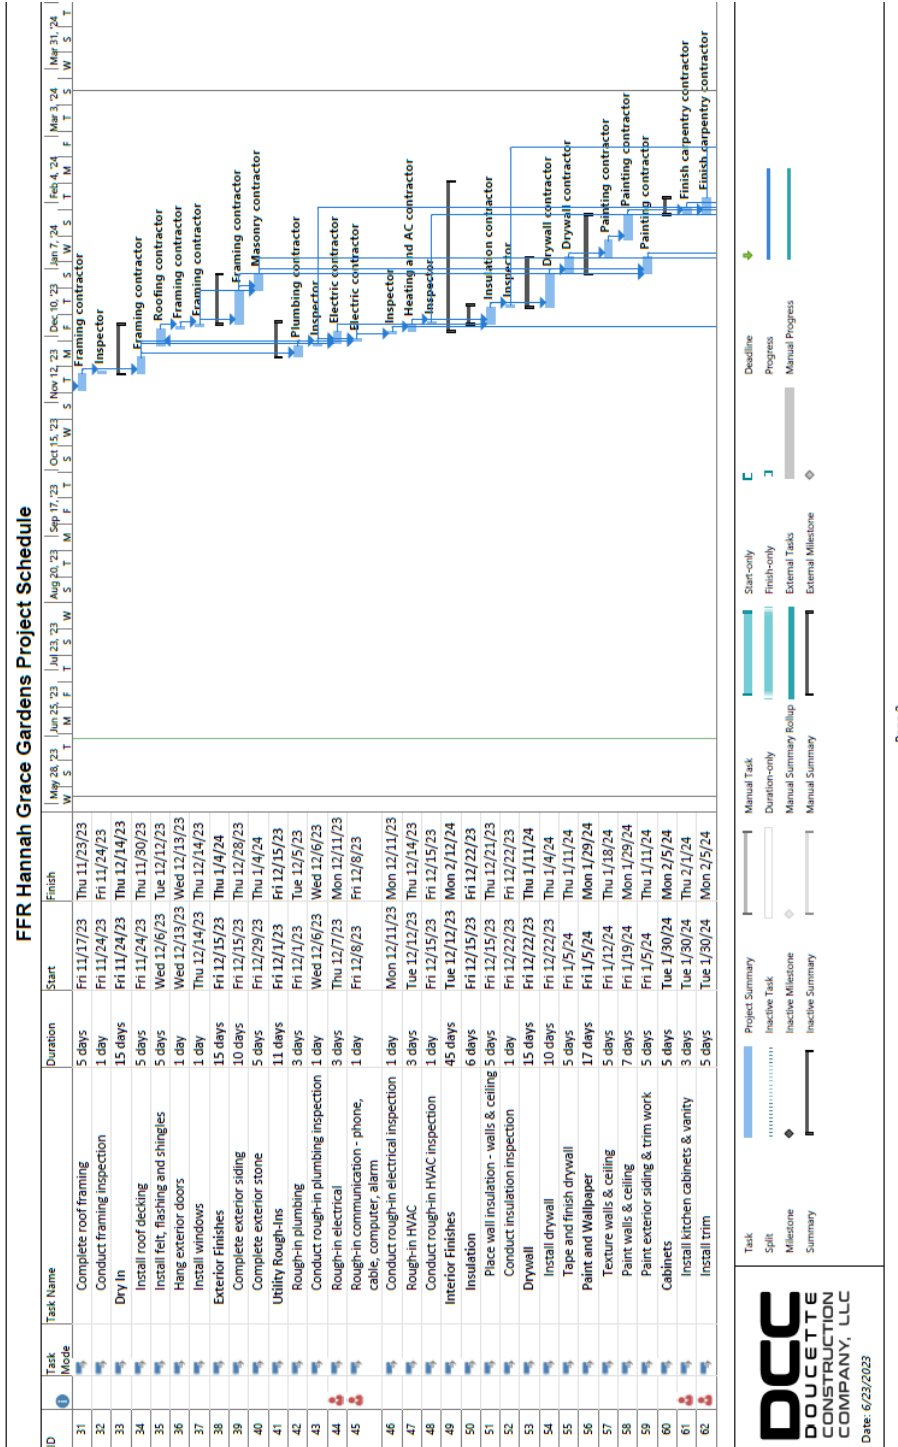 FFR Hannah Grace Gardens Project Schedule
ID Task Mode Task Name Duration Start Finish May 28, '23 Jun 25, '23 Jul 23, '23 Aug 20, '23 Sep 17, '23 Oct 15, '23 Nov 12, '23 Dec 10, '23 Jan 7, '24 Feb 4, '24 Mar 3, '24 Mar 31, '24
W S T M F T S W S T M F T S W S T M F T S W S T M F T S W S T
31 Complete roof framing 5 days Fri 11/17/23 Thu 11/23/23 Framing contractor
32 Conduct framing inspection 1 day Fri 11/24/23 Fri 11/24/23 Inspector
33 Dry In 15 days Fri 11/24/23 Thu 12/14/23
34 Install roof decking 5 days Fri 11/24/23 Thu 11/30/23 Framing contractor
35 Install felt, flashing and shingles 5 days Wed 12/6/23 Tue 12/12/23 Roofing contractor
36 Hang exterior doors 1 day Wed 12/13/23 Wed 12/13/23 Framing contractor
37 Install windows 1 day Thu 12/14/23 Thu 12/14/23 Framing contractor
38 Exterior Finishes 15 days Fri 12/15/23 Thu 1/4/24
39 Complete exterior siding 10 days Fri 12/15/23 Thu 12/28/23 Framing contractor
40 Complete exterior stone 5 days Fri 12/29/23 Thu 1/4/24 Masonry contractor
41 Utility Rough-Ins 11 days Fri 12/1/23 Fri 12/15/23
42 Rough-in plumbing 3 days Fri 12/1/23 Tue 12/5/23 Plumbing contractor
43 Conduct rough-in plumbing inspection 1 day Wed 12/6/23 Wed 12/6/23 Inspector
44 Rough-in electrical 3 days Thu 12/7/23 Mon 12/11/23 Electric contractor
45 Rough-in communication - phone, cable, computer, alarm 1 day Fri 12/8/23 Fri 12/8/23 Electric contractor
46 Conduct rough-in electrical inspection 1 day Mon 12/11/23 Mon 12/11/23 Inspector
47 Rough-in HVAC 3 days Tue 12/12/23 Thu 12/14/23 Heating and AC contractor
48 Conduct rough-in HVAC inspection 1 day Fri 12/15/23 Fri 12/15/23 Inspector
49 Interior Finishes 45 days Tue 12/12/23 Mon 2/12/24
50 Insulation 6 days Fri 12/15/23 Fri 12/22/23
51 Place wall insulation - walls & ceiling 5 days Fri 12/15/23 Thu 12/21/23 Insulation contractor
52 Conduct insulation inspection 1 day Fri 12/22/23 Fri 12/22/23 Inspector
53 Drywall 15 days Fri 12/22/23 Thu 1/11/24
54 Install drywall 10 days Fri 12/22/23 Thu 1/4/24 Drywall contractor
55 Tape and finish drywall 5 days Fri 1/5/24 Thu 1/11/24 Drywall contractor
56 Paint and Wallpaper 17 days Fri 1/5/24 Mon 1/29/24
57 Texture walls & ceiling 5 days Fri 1/12/24 Thu 1/18/24 Painting contractor
58 Paint walls & ceiling 7 days Fri 1/19/24 Mon 1/29/24 Painting contractor
59 Paint exterior siding & trim work 5 days Fri 1/5/24 Thu 1/11/24 Painting contractor
60 Cabinets 5 days Tue 1/30/24 Mon 2/5/24
61 Install kitchen cabinets & vanity 3 days Tue 1/30/24 Thu 2/1/24 Finish carpentry contractor
62 Install trim 5 days Tue 1/30/24 Mon 2/5/24 Finish carpentry contractor
DCC
DOUCETTE
CONSTRUCTION
COMPANY, LLC
Date: 6/23/2023
Task Project Summary Manual Task Start-only Deadline
Split Inactive Task Duration-only Finish-only Progress
Milestone Inactive Milestone Manual Summary Rollup External Tasks Manual Progress
Summary Inactive Summary Manual Summary External Milestone